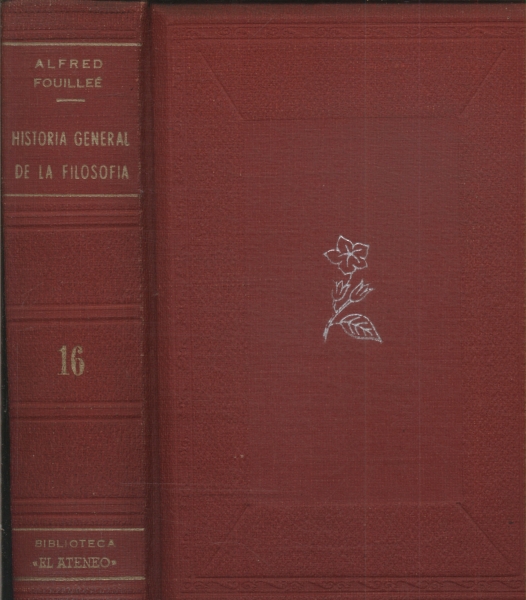 ALFRED
FOUILLEÉ
HISTORIA GENERAL
DE LA FILOSOFIA
16
BIBLIOTECA
«EL ATENEO»